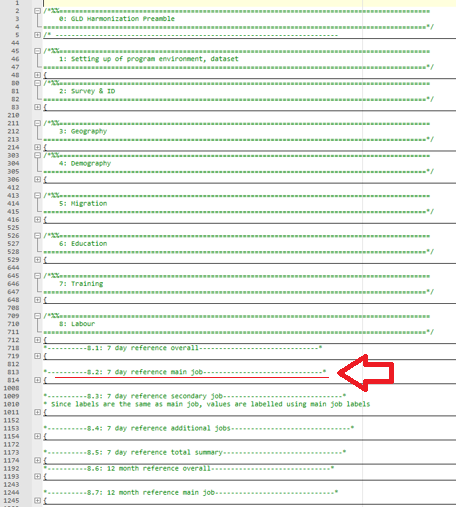 1
2 /*%%==============================================================================================
3 0: GLD Harmonization Preamble
4 ================================================================================================*/
5 /* -----------------------------------------------------------------------
44
45 /*%%==============================================================================================
46 1: Setting up of program environment, dataset
47 ================================================================================================*/
48 {
80 /*%%==============================================================================================
81 2: Survey & ID
82 ================================================================================================*/
83 {
210
211 /*%%==============================================================================================
212 3: Geography
213 ================================================================================================*/
214 {
303 /*%%==============================================================================================
304 4: Demography
305 ================================================================================================*/
306 {
412
413 /*%%==============================================================================================
414 5: Migration
415 ================================================================================================*/
416 {
525
526 /*%%==============================================================================================
527 6: Education
528 ================================================================================================*/
529 {
644
645 /*%%==============================================================================================
646 7: Training
647 ================================================================================================*/
648 {
708
709 /*%%==============================================================================================
710 8: Labour
711 ================================================================================================*/
712 {
718 *----------8.1: 7 day reference overall------------------------------*
719 {
812
813 *----------8.2: 7 day reference main job------------------------------*
814 {
1008
1009 *----------8.3: 7 day reference secondary job------------------------------*
1010 * Since labels are the same as main job, values are labelled using main job labels
1011 {
1152
1153 *----------8.4: 7 day reference additional jobs------------------------------*
1154 {
1172
1173 *----------8.5: 7 day reference total summary------------------------------*
1174 {
1192 *----------8.6: 12 month reference overall------------------------------*
1193 {
1243
1244 *----------8.7: 12 month reference main job------------------------------*
1245 {